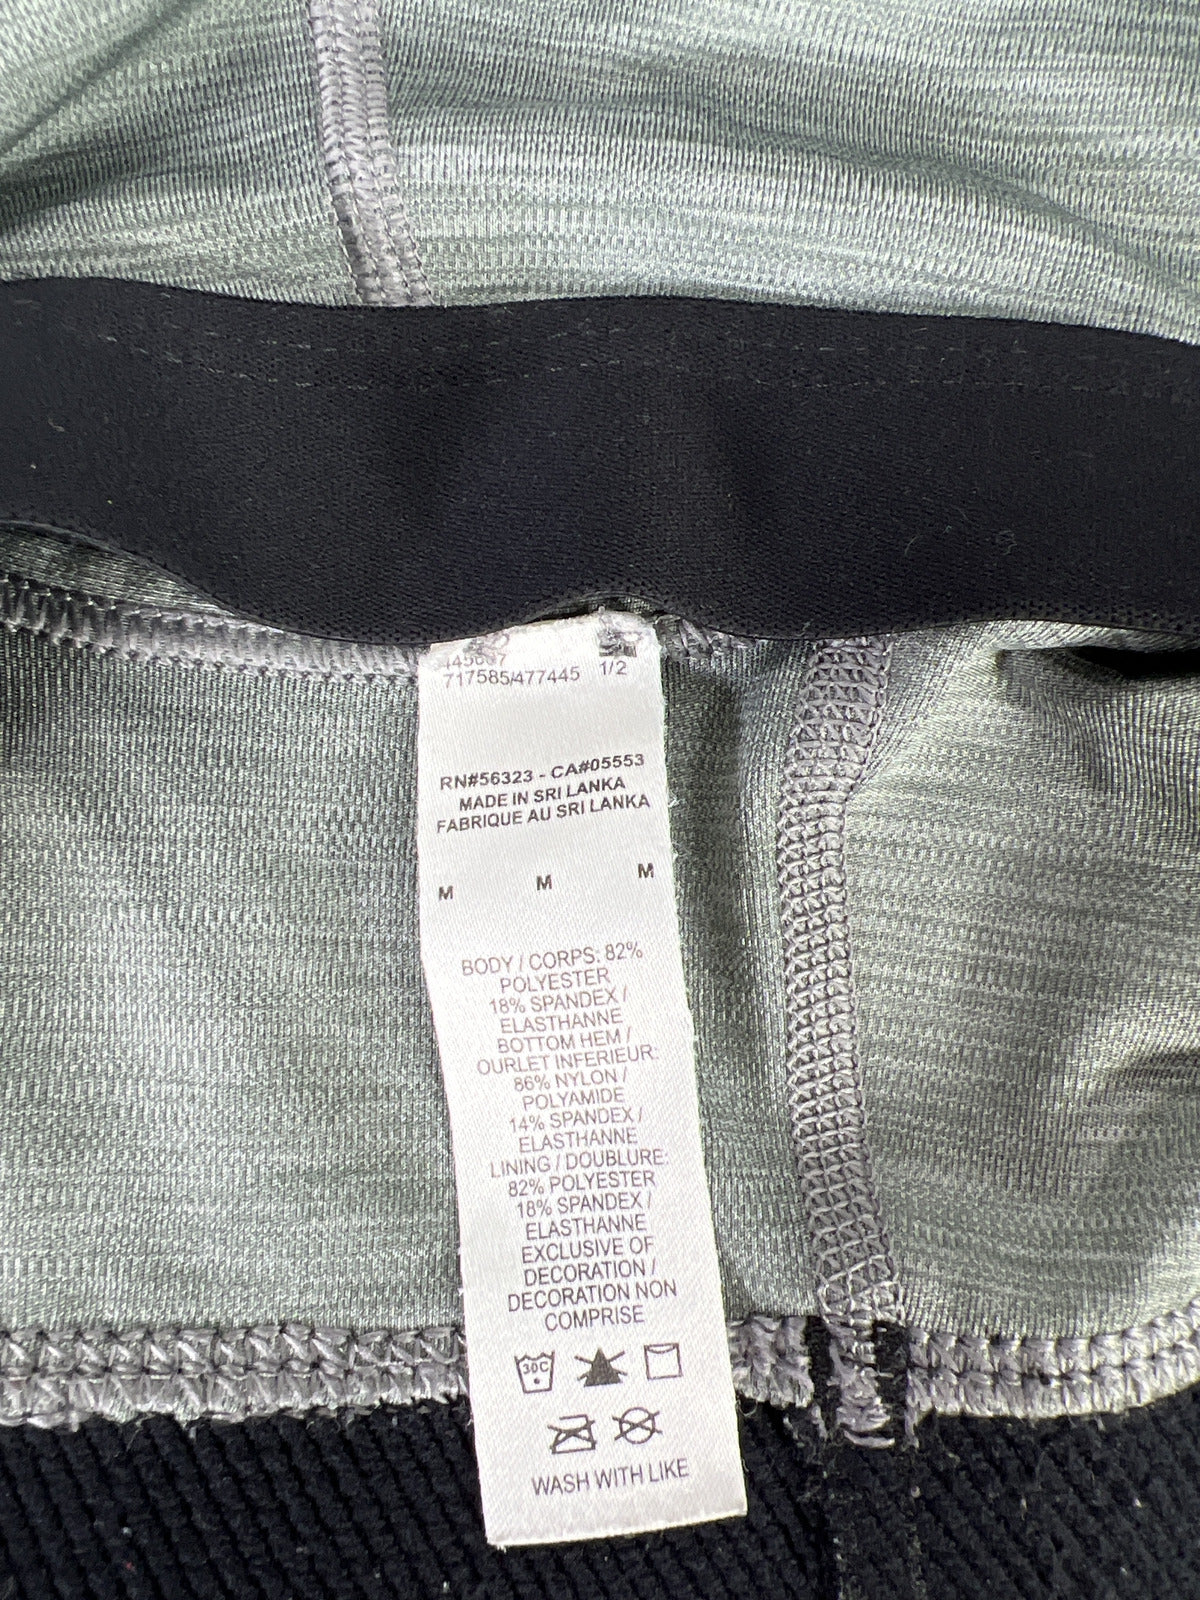 717585/477445 1/2
RN#56323 - CA#05553
MADE IN SRI LANKA
FABRIQUE AU SRI LANKA
M M M
BODY / CORPS: 82%
POLYESTER
18% SPANDEX /
ELASTHANNE
BOTTOM HEM /
OURLET INFERIEUR:
86% NYLON /
POLYAMIDE
14% SPANDEX /
ELASTHANNE
LINING / DOUBLURE:
82% POLYESTER
18% SPANDEX /
ELASTHANNE
EXCLUSIVE OF
DECORATION /
DECORATION NON
COMPRISE
30C
WASH WITH LIKE